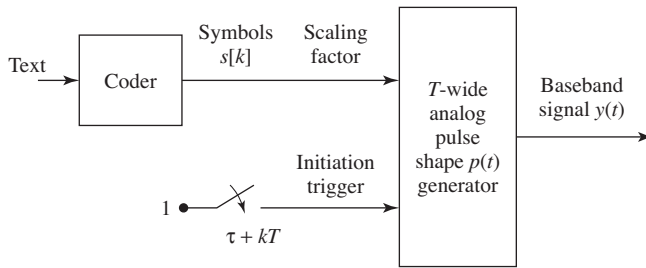 Text
Coder
Symbols
s[k]
Scaling
factor
T-wide
analog
pulse
shape p(t)
generator
Baseband
signal y(t)
Initiation
trigger
1
τ + kT